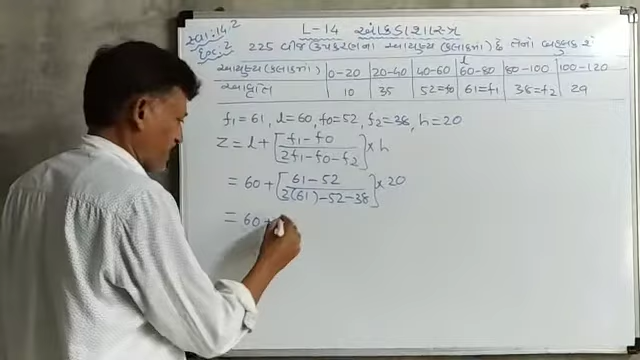 સ્વા: 14.2
Ex: 2
L-14 આંકડાશાસ્ત્ર
225 વીજ ઉપકરણના આયુષ્ય (કલાકમાં) છે તેનો બહુલક શો
આયુષ્ય (કલાકમાં) 0-20 20-40 40-60 l 60-80 80-100 100-120
આવૃત્તિ 10 35 52=f0 61=f1 38=f2 29
f1=61, l=60, f0=52, f2=38, h=20
Z = l + [f1-f0 / 2f1-f0-f2] × h
= 60 + [61-52 / 2(61)-52-38] × 20
= 60 +